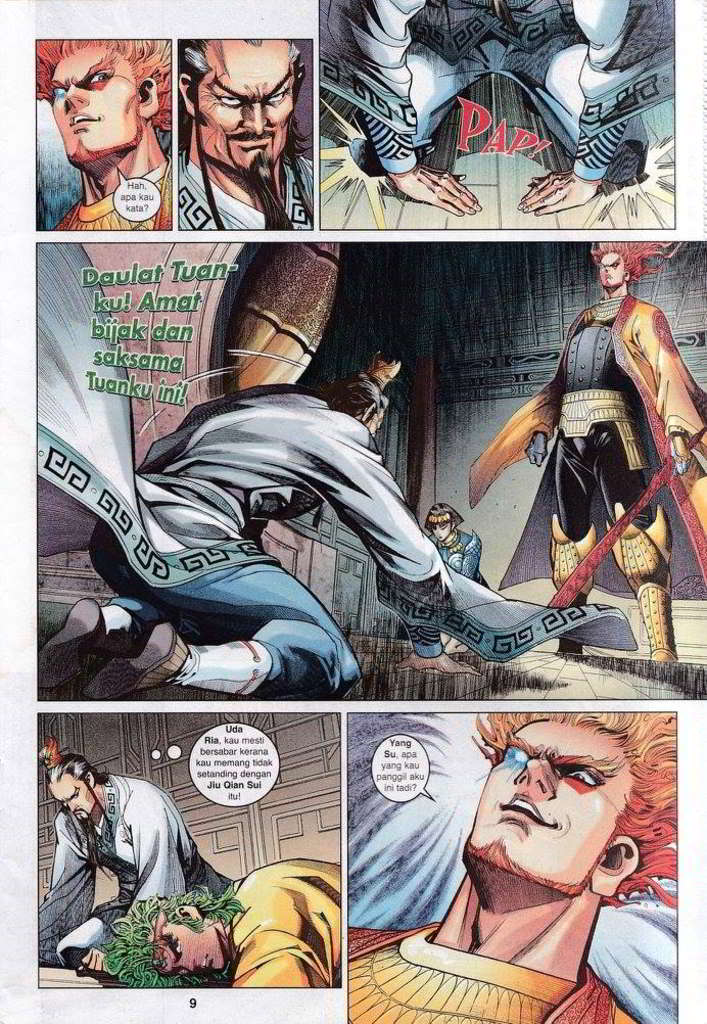 Hah,
apa kau
kata?
PAP!
Daulat Tuan-
ku! Amat
bijak dan
saksama
Tuanku ini!
Uda
Ria, kau mesti
bersabar kerana
kau memang tidak
setanding dengan
Jiu Qian Sui
itu!
Yang
Su, apa
yang kau
panggil aku
ini tadi?
9